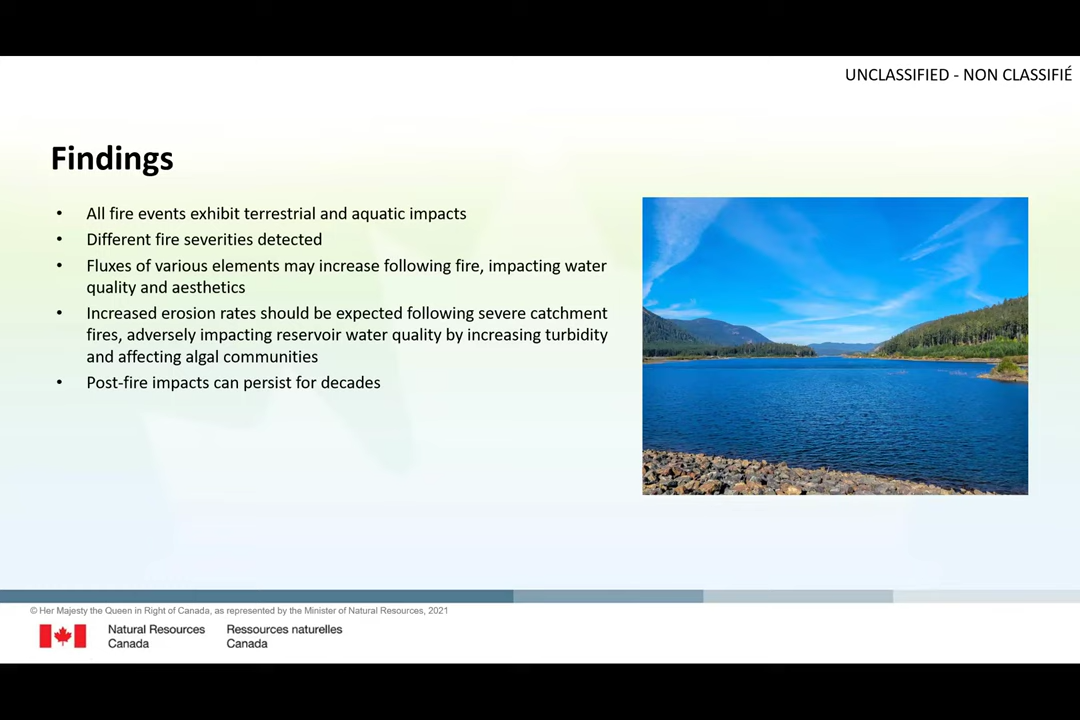 UNCLASSIFIED - NON CLASSIFIÉ
Findings
• All fire events exhibit terrestrial and aquatic impacts
• Different fire severities detected
• Fluxes of various elements may increase following fire, impacting water
quality and aesthetics
• Increased erosion rates should be expected following severe catchment
fires, adversely impacting reservoir water quality by increasing turbidity
and affecting algal communities
• Post-fire impacts can persist for decades
© Her Majesty the Queen in Right of Canada, as represented by the Minister of Natural Resources, 2021
Natural Resources
Canada
Ressources naturelles
Canada